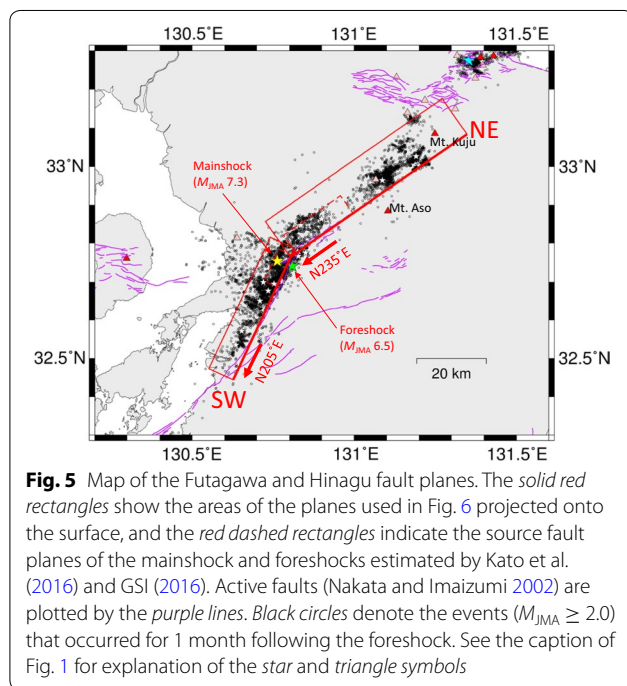 130.5˚ 131˚ 131.5˚
NE
33˚N 33˚N
Mt. Kuju
Mainshock
(MJMA 7.3)
Mt. Aso
N235˚E
Foreshock
(MJMA 6.5)
32.5˚N 32.5˚N
N205˚E
20 km
SW
130.5˚ 131˚ 131.5˚
Fig. 5 Map of the Futagawa and Hinagu fault planes. The solid red
rectangles show the areas of the planes used in Fig. 6 projected onto
the surface, and the red dashed rectangles indicate the source fault
planes of the mainshock and foreshocks estimated by Kato et al.
(2016) and GSI (2016). Active faults (Nakata and Imaizumi 2002) are
plotted by the purple lines. Black circles denote the events (MJMA ≥ 2.0)
that occurred for 1 month following the foreshock. See the caption of
Fig. 1 for explanation of the star and triangle symbols